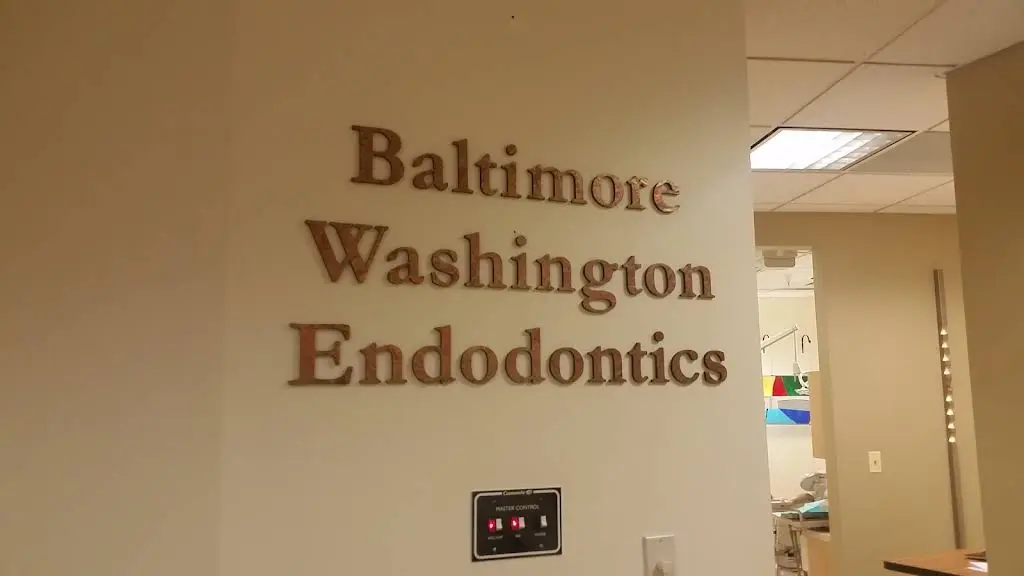 Baltimore
Washington
Endodontics
MASTER CONTROL